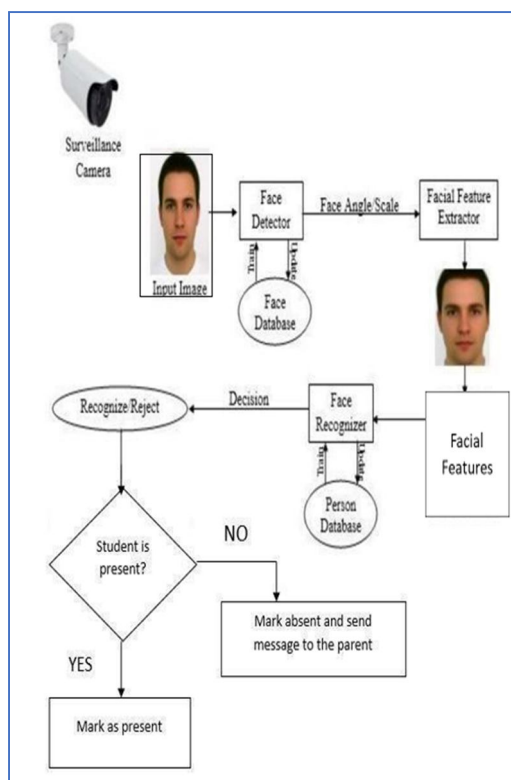 Surveillance
Camera
Input Image
Face
Detector
Face Angle/Scale
Facial Feature
Extractor
Train
Update
Face
Database
Facial
Features
Face
Recognizer
Decision
Recognize/Reject
Train
Update
Person
Database
Student is
present?
NO
Mark absent and send
message to the parent
YES
Mark as present